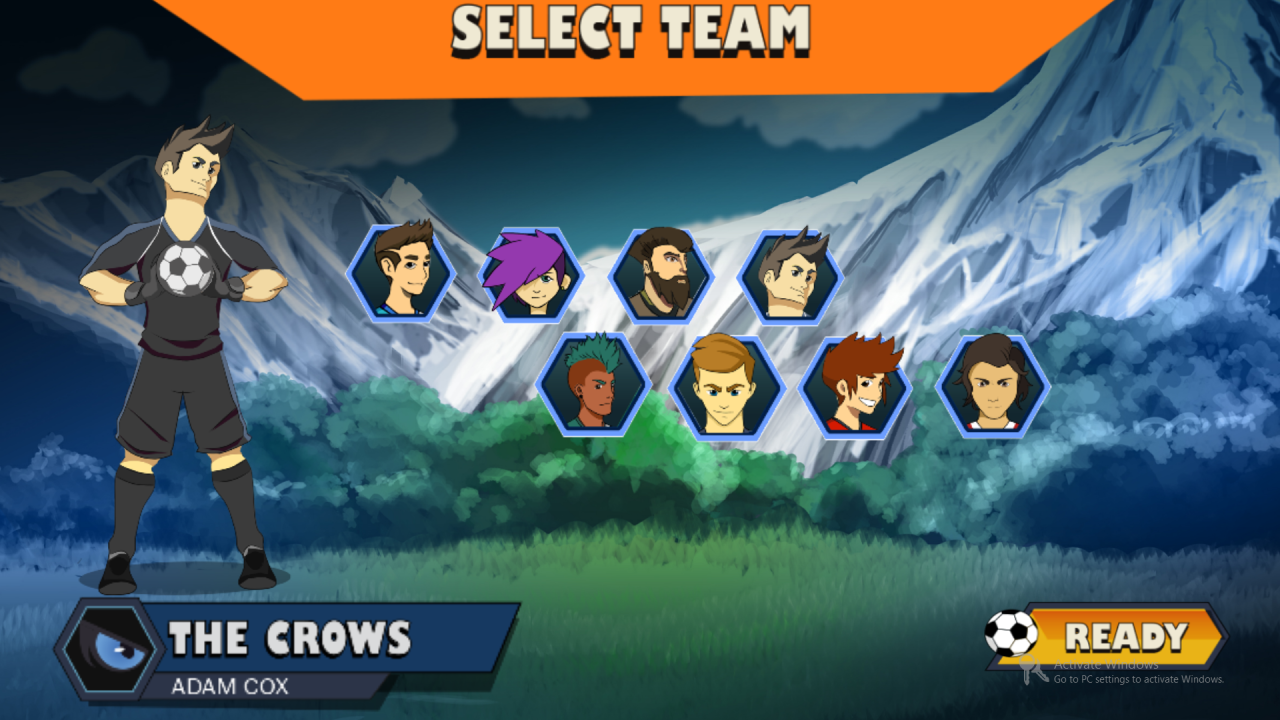 SELECT TEAM
THE CROWS
ADAM COX
READY
Activate Windows
Go to PC settings to activate Windows.